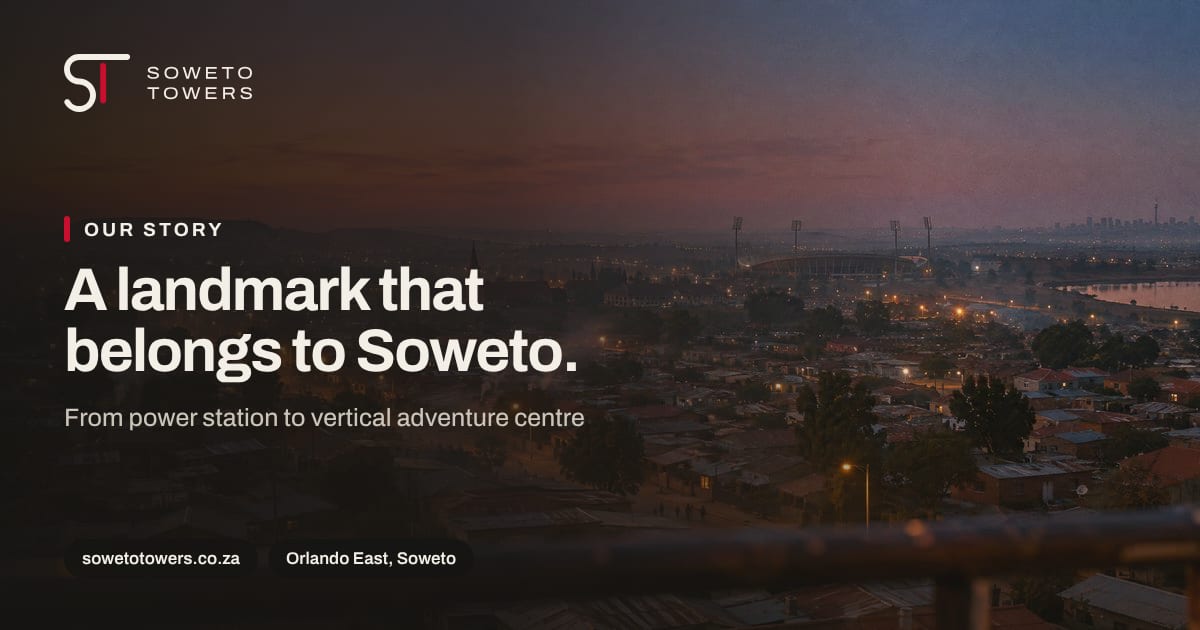 ST
SOWETO
TOWERS
OUR STORY
A landmark that
belongs to Soweto.
From power station to vertical adventure centre
sowetotowers.co.za
Orlando East, Soweto